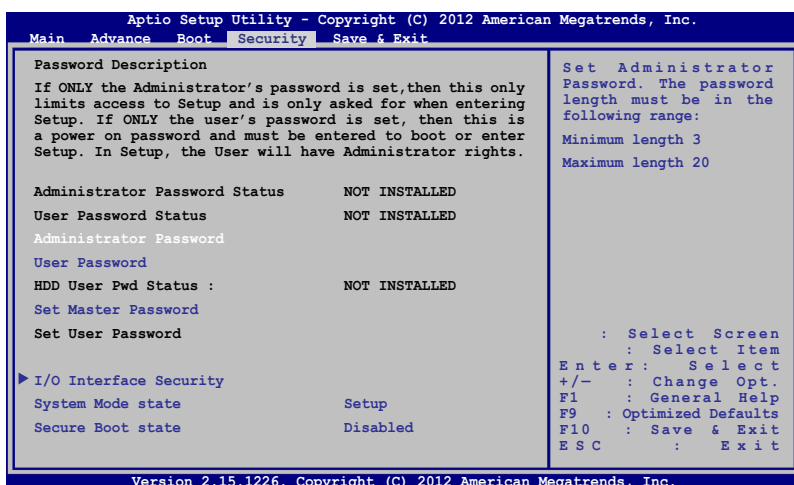 Aptio Setup Utility - Copyright (C) 2012 American Megatrends, Inc.
Main Advance Boot Security Save & Exit
Password Description
If ONLY the Administrator's password is set,then this only
limits access to Setup and is only asked for when entering
Setup. If ONLY the user's password is set, then this is
a power on password and must be entered to boot or enter
Setup. In Setup, the User will have Administrator rights.
Administrator Password Status NOT INSTALLED
User Password Status NOT INSTALLED
Administrator Password
User Password
HDD User Pwd Status : NOT INSTALLED
Set Master Password
Set User Password
I/O Interface Security
System Mode state Setup
Secure Boot state Disabled
Set Administrator
Password. The password
length must be in the
following range:
Minimum length 3
Maximum length 20
: Select Screen
: Select Item
Enter: Select
+/— : Change Opt.
F1 : General Help
F9 : Optimized Defaults
F10 : Save & Exit
ESC : Exit
Version 2.15.1226. Copyright (C) 2012 American Megatrends, Inc.